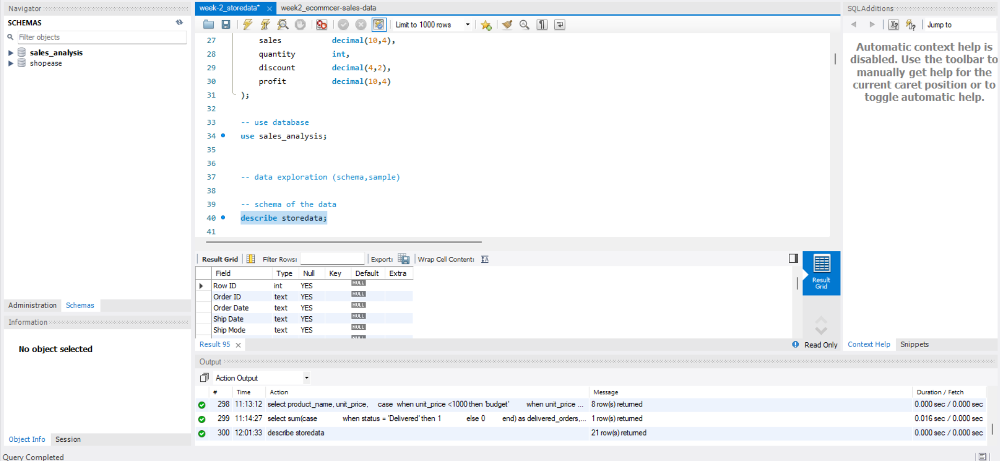 Navigator
SCHEMAS
Filter objects
sales_analysis
shopease
Administration Schemas
Information
No object selected
Object Info Session
Query Completed
week-2_storedata* × week2_ecommcer-sales-data
Limit to 1000 rows
27 sales decimal(10,4),
28 quantity int,
29 discount decimal(4,2),
30 profit decimal(10,4)
31 );
32
33 -- use database
34 use sales_analysis;
35
36
37 -- data exploration (schema,sample)
38
39 -- schema of the data
40 describe storedata;
41
Result Grid Filter Rows: Export: Wrap Cell Content:
Field Type Null Key Default Extra
Row ID int YES NULL
Order ID text YES NULL
Order Date text YES NULL
Ship Date text YES NULL
Ship Mode text YES NULL
NULL
Result Grid
Result 95 × Read Only
Output
Action Output
# Time Action Message Duration / Fetch
298 11:13:12 select product_name, unit_price, case when unit_price <1000 then 'budget' when unit_price ... 8 row(s) returned 0.000 sec / 0.000 sec
299 11:14:27 select sum(case when status = 'Delivered' then 1 else 0 end) as delivered_orders,... 1 row(s) returned 0.016 sec / 0.000 sec
300 12:01:33 describe storedata 21 row(s) returned 0.000 sec / 0.000 sec
SQLAdditions
Jump to
Automatic context help is
disabled. Use the toolbar to
manually get help for the
current caret position or to
toggle automatic help.
Context Help Snippets